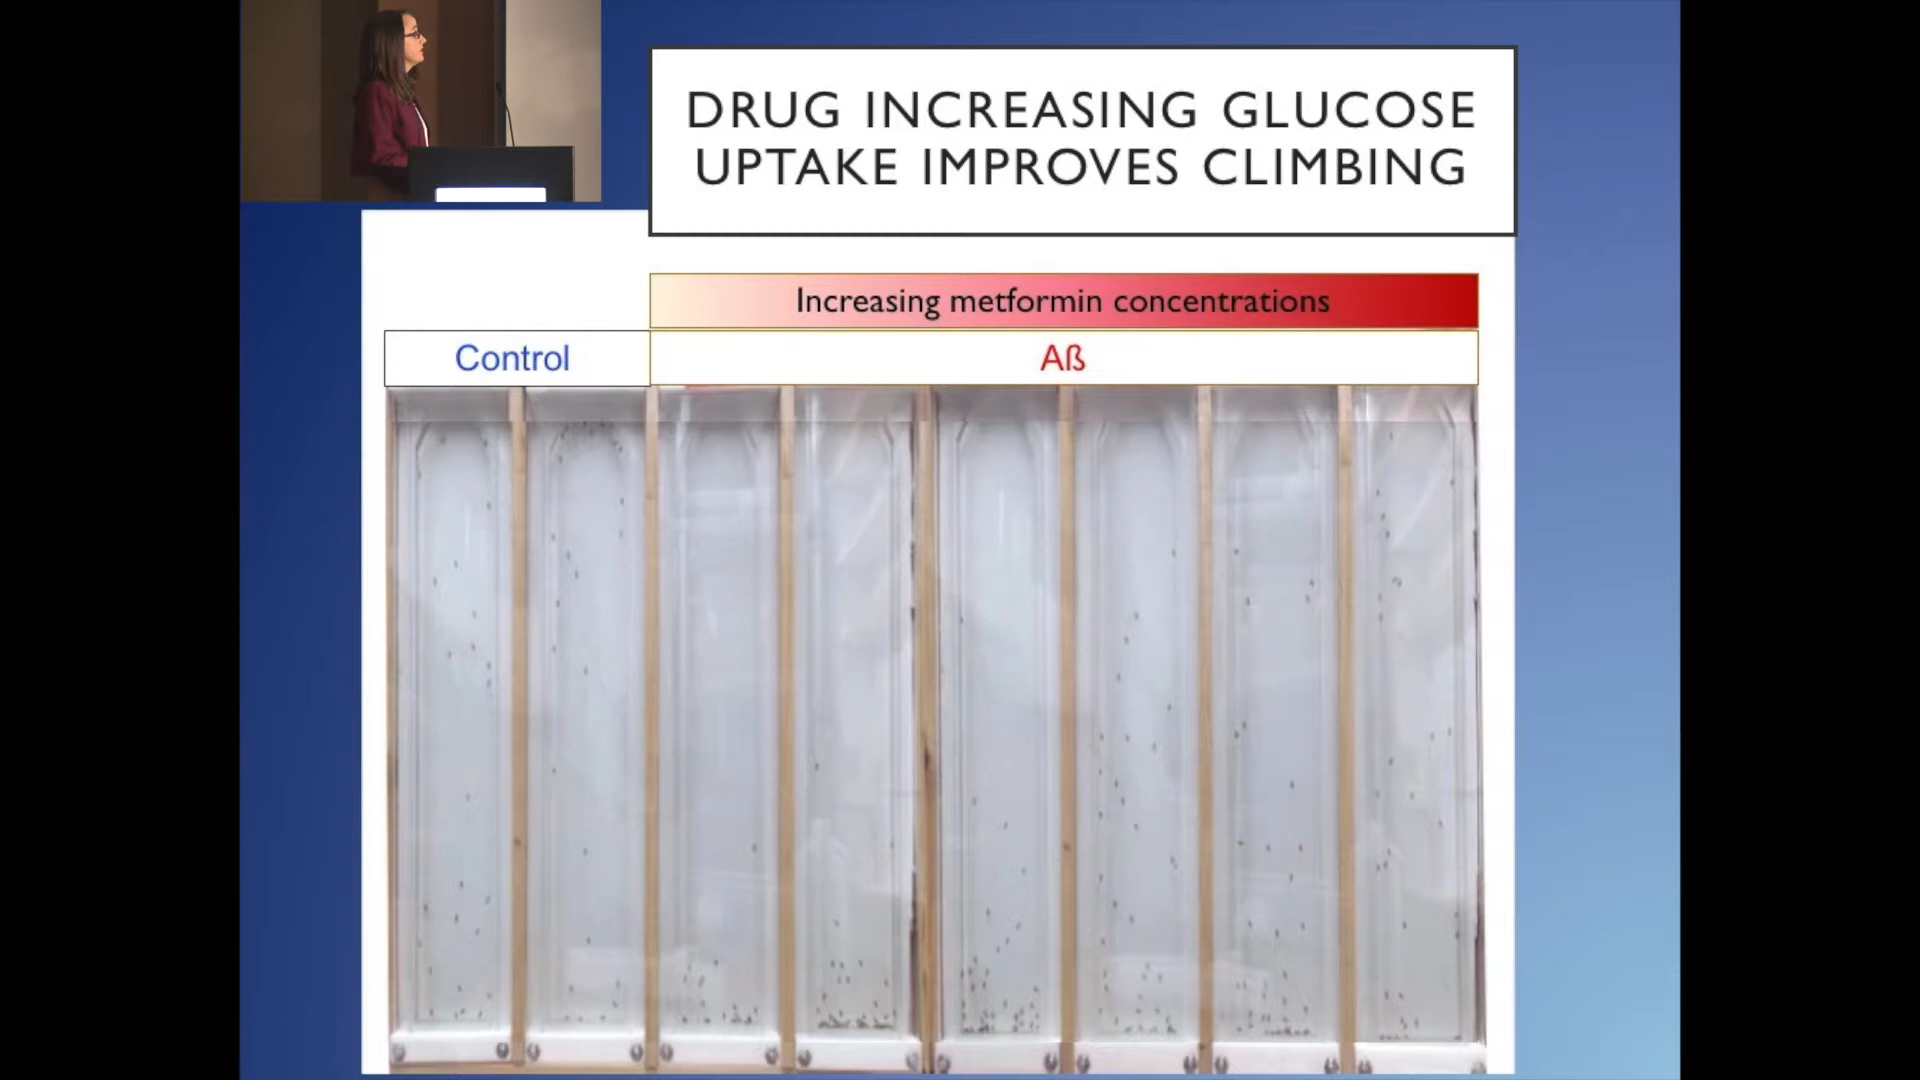 DRUG INCREASING GLUCOSE
UPTAKE IMPROVES CLIMBING
Increasing metformin concentrations
Control
Aß